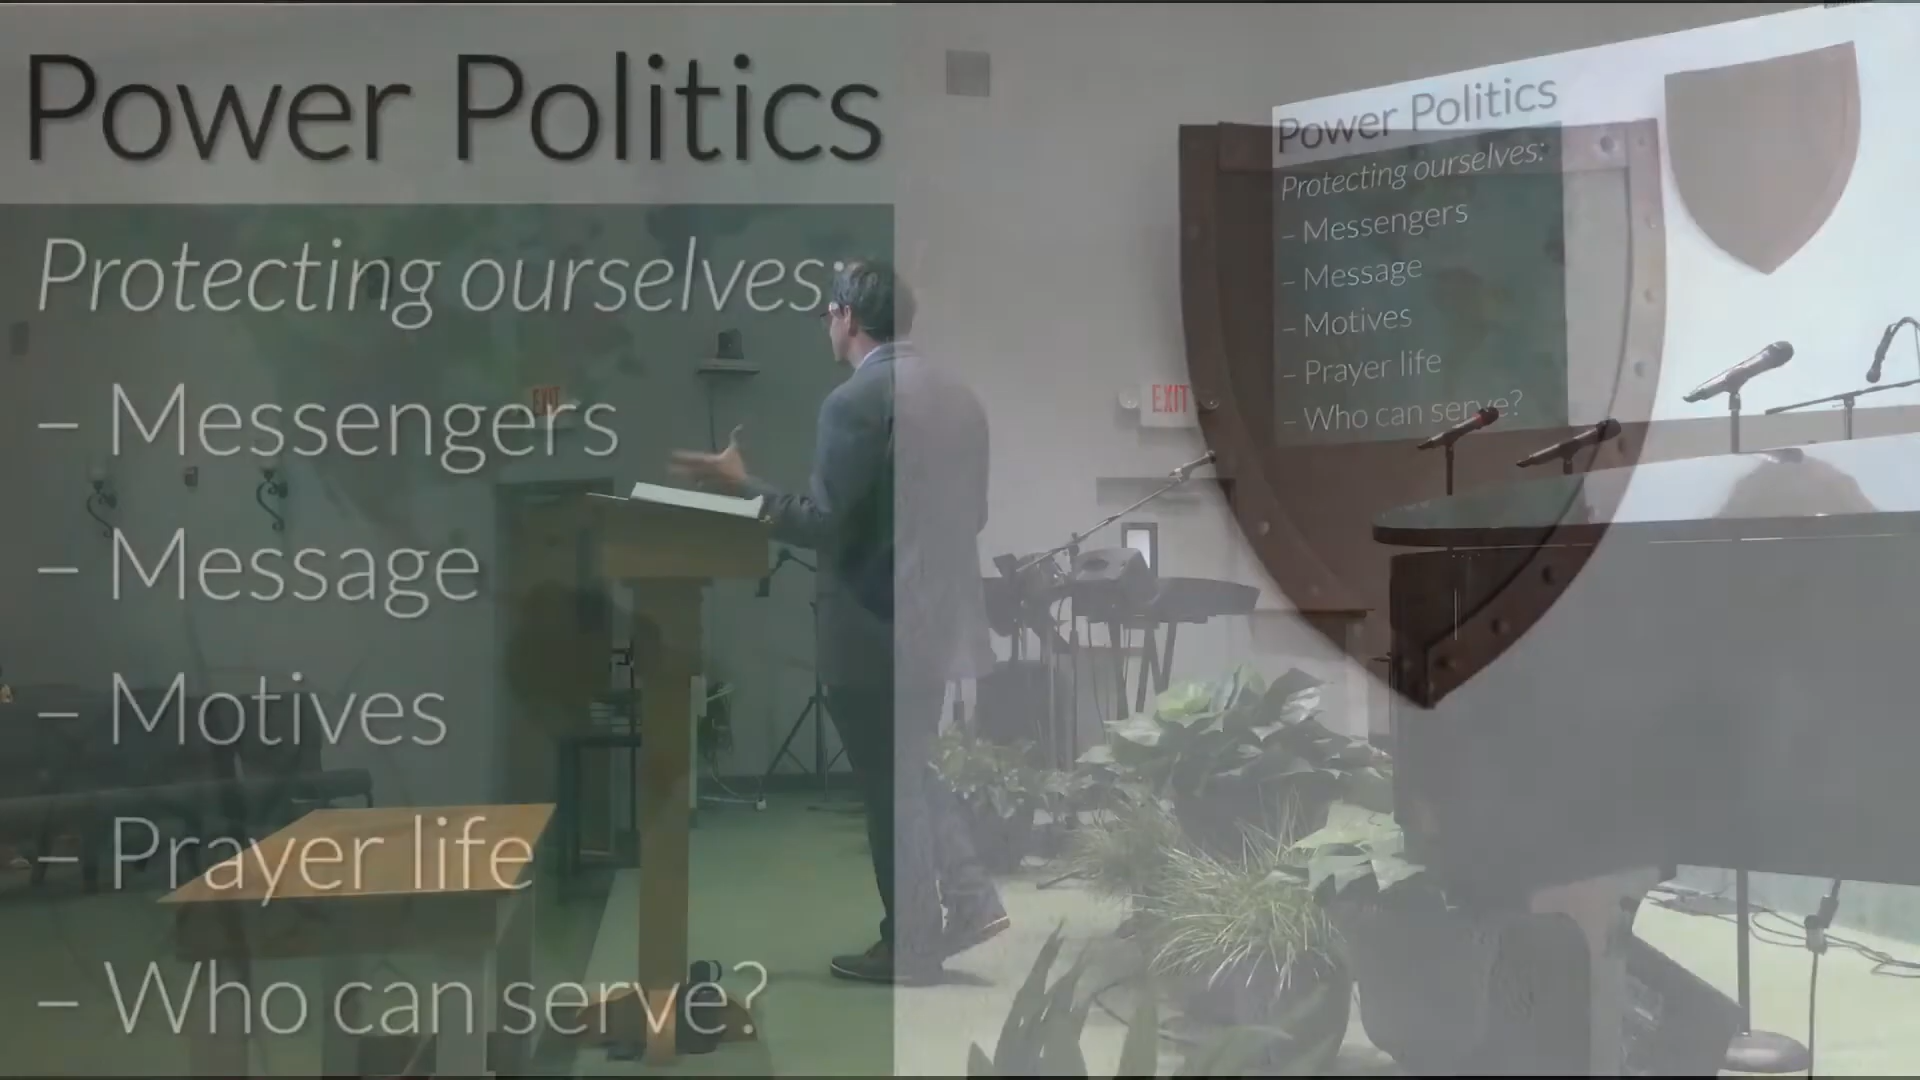 Power Politics
Protecting ourselves:
– Messengers
– Message
– Motives
– Prayer life
– Who can serve?
Power Politics
Protecting ourselves:
– Messengers
– Message
– Motives
– Prayer life
– Who can serve?
EXIT
EXIT